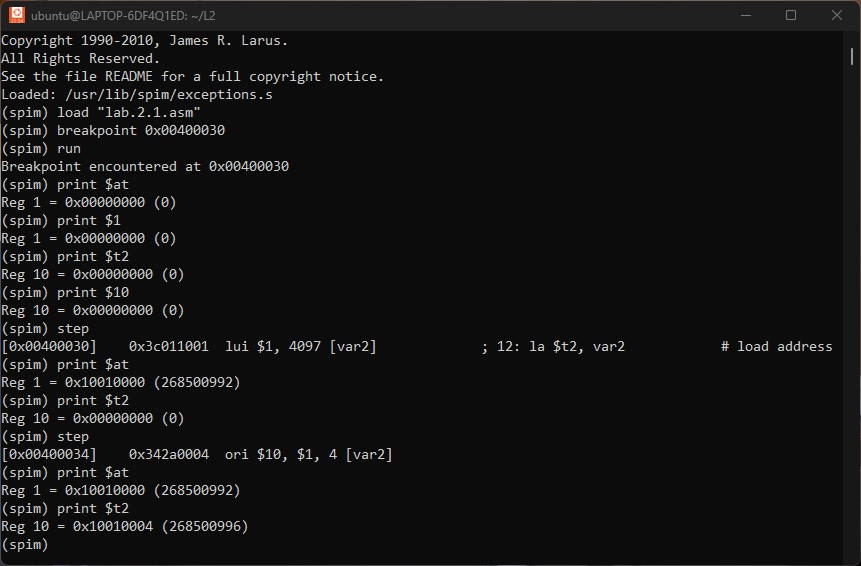 ubuntu@LAPTOP-6DF4Q1ED: ~/L2
Copyright 1990-2010, James R. Larus.
All Rights Reserved.
See the file README for a full copyright notice.
Loaded: /usr/lib/spim/exceptions.s
(spim) load "lab.2.1.asm"
(spim) breakpoint 0x00400030
(spim) run
Breakpoint encountered at 0x00400030
(spim) print $at
Reg 1 = 0x00000000 (0)
(spim) print $1
Reg 1 = 0x00000000 (0)
(spim) print $t2
Reg 10 = 0x00000000 (0)
(spim) print $10
Reg 10 = 0x00000000 (0)
(spim) step
[0x00400030]    0x3c011001  lui $1, 4097 [var2]             ; 12: la $t2, var2            # load address
(spim) print $at
Reg 1 = 0x10010000 (268500992)
(spim) print $t2
Reg 10 = 0x00000000 (0)
(spim) step
[0x00400034]    0x342a0004  ori $10, $1, 4 [var2]
(spim) print $at
Reg 1 = 0x10010000 (268500992)
(spim) print $t2
Reg 10 = 0x10010004 (268500996)
(spim)